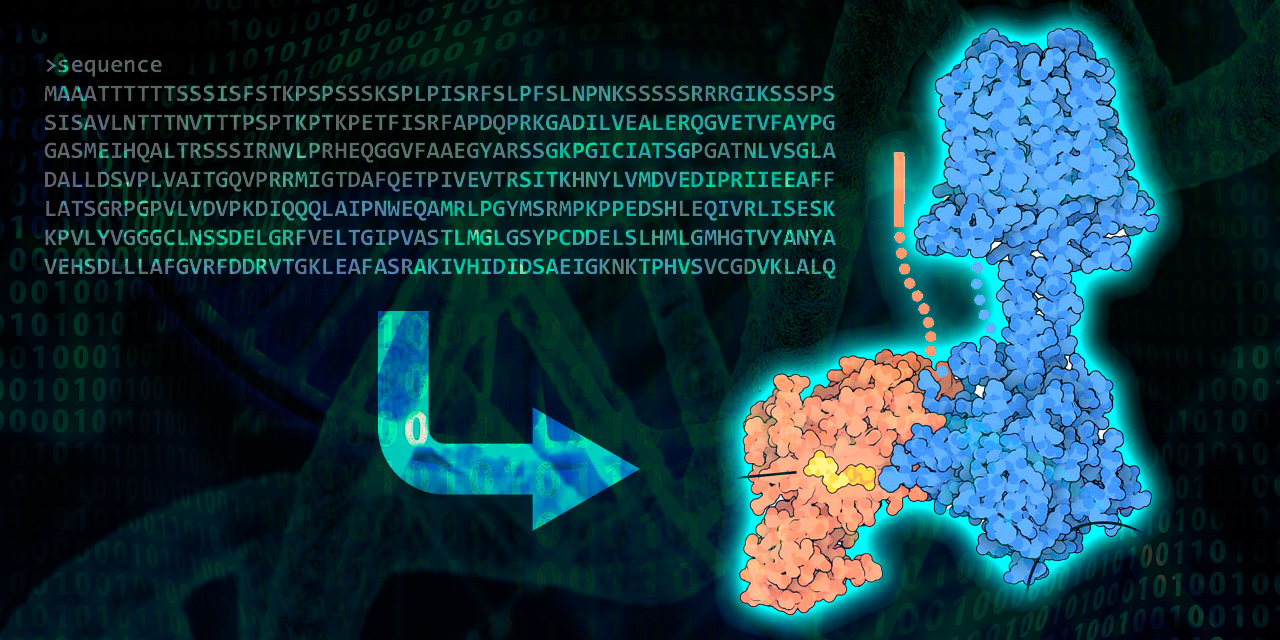 >sequence
MAAATTTTTTSSSISFSTKPSPSSSKSPLPISRFSLPFSLNPNKSSSSSRRRGIKSSSPS
SISAVLNTTTNVTTTPSPTKPTKPETFISRFAPDQPRKGADILVEALERQGVETVFAYPG
GASMEIHQALTRSSSIRNVLPRHEQGGVFAAEGYARSSGKPGICIATSGPGATNLVSGLA
DALLDSVPLVAITGQVPRRMIGTDAFQETPIVEVTRSITKHNYLVMDVEDIPRIIEEAFF
LATSGRPGPVLVDVPKDIQQQLAIPNWEQAMRLPGYMSRMPKPPEDSHLEQIVRLISESK
KPVLYVGGGCLNSSDELGRFVELTGIPVASTLMGLGSYPCDDELSLHMLGMHGTVYANYA
VEHSDLLLAFGVRFDDRVTGKLEAFASRAKIVHIDIDSAEIGKNKTPHVSVCGDVKLALQ